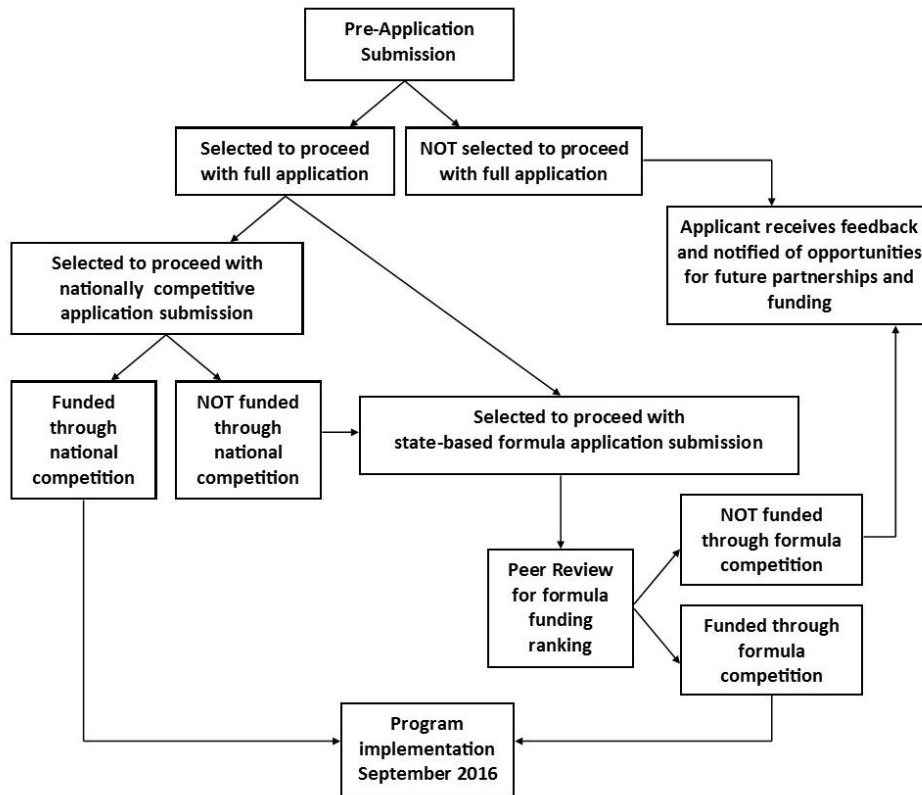 Pre-Application
Submission
Selected to proceed
with full application
NOT selected to proceed
with full application
Applicant receives feedback
and notified of opportunities
for future partnerships and
funding
Selected to proceed with
nationally competitive
application submission
Funded
through
national
competition
NOT funded
through
national
competition
Selected to proceed with
state-based formula application submission
Peer Review
for formula
funding
ranking
NOT funded
through formula
competition
Funded through
formula
competition
Program
implementation
September 2016